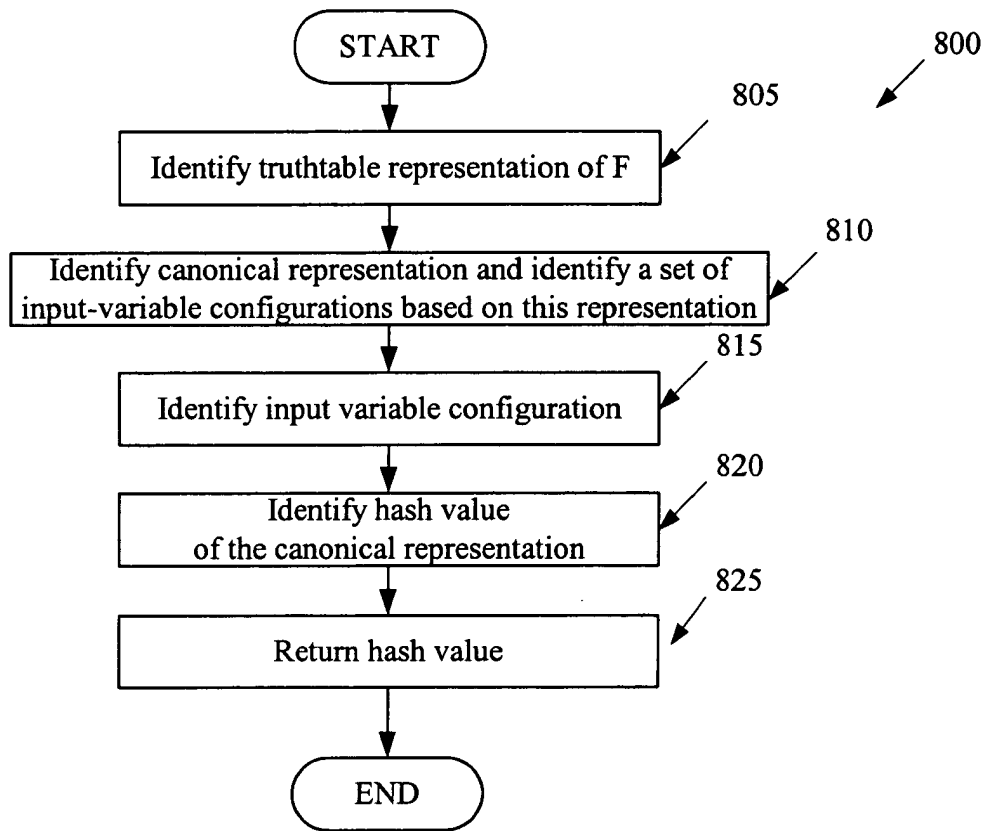 START
800
805
Identify truthtable representation of F
810
Identify canonical representation and identify a set of
input-variable configurations based on this representation
815
Identify input variable configuration
820
Identify hash value
of the canonical representation
825
Return hash value
END